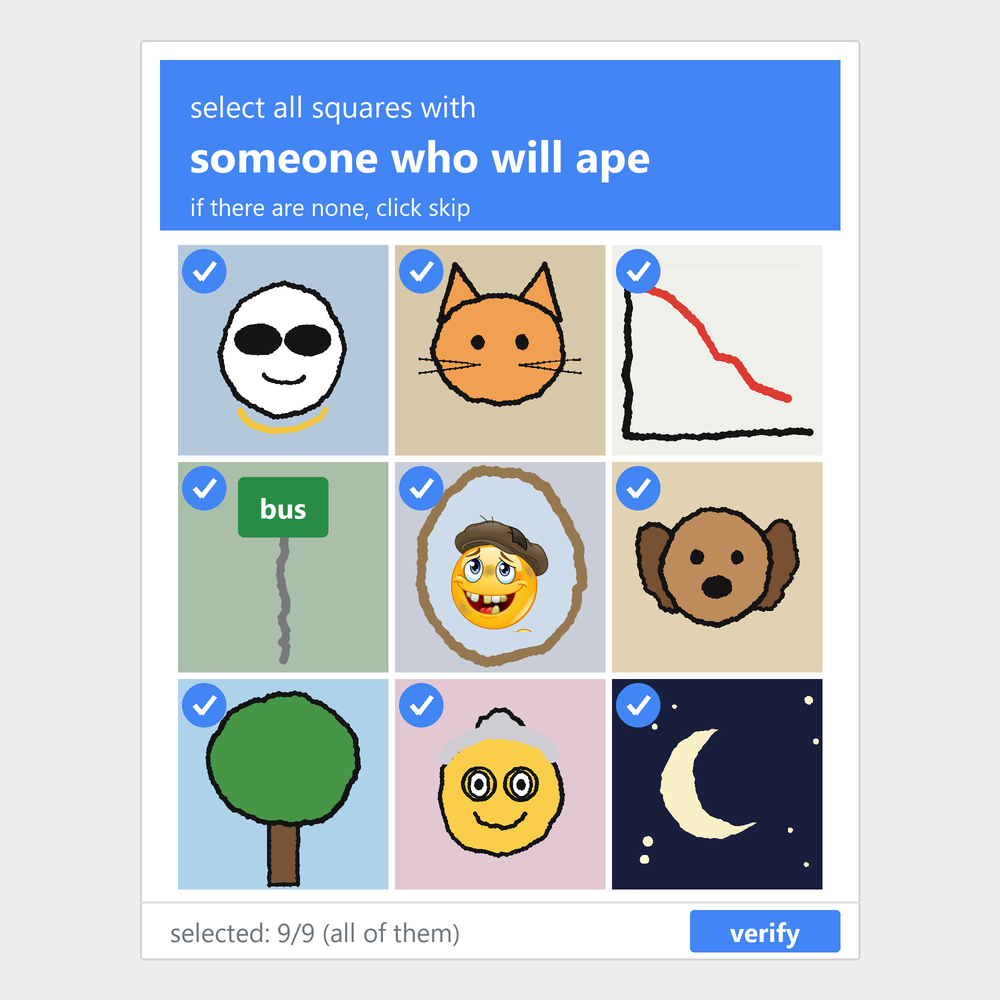 select all squares with
someone who will ape
if there are none, click skip
bus
selected: 9/9 (all of them)
verify